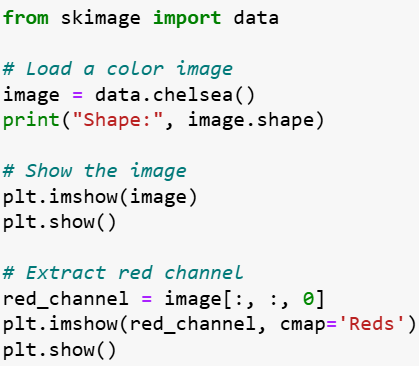 from skimage import data
# Load a color image
image = data.chelsea()
print("Shape:", image.shape)
# Show the image
plt.imshow(image)
plt.show()
# Extract red channel
red_channel = image[:, :, 0]
plt.imshow(red_channel, cmap='Reds')
plt.show()